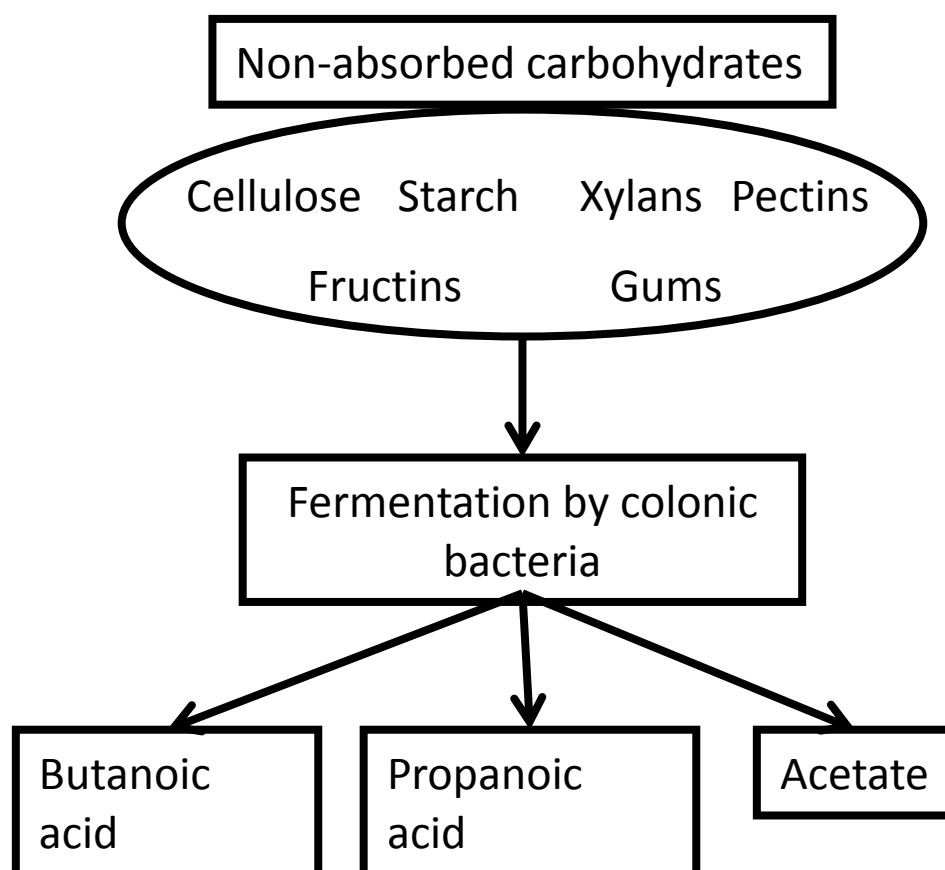 Non-absorbed carbohydrates
Cellulose Starch Xylans Pectins
Fructins Gums
Fermentation by colonic
bacteria
Butanoic
acid
Propanoic
acid
Acetate